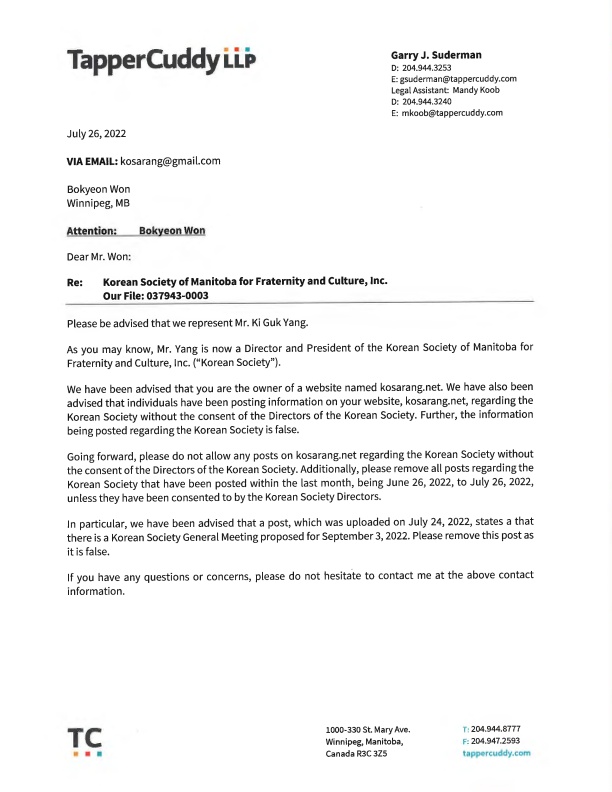 TapperCuddy LLP
Garry J. Suderman
D: 204.944.3253
E: gsuderman@tappercuddy.com
Legal Assistant: Mandy Koob
D: 204.944.3240
E: mkoob@tappercuddy.com
July 26, 2022
VIA EMAIL: kosarang@gmail.com
Bokyeon Won
Winnipeg, MB
Attention: Bokyeon Won
Dear Mr. Won:
Re: Korean Society of Manitoba for Fraternity and Culture, Inc.
Our File: 037943-0003
Please be advised that we represent Mr. Ki Guk Yang.
As you may know, Mr. Yang is now a Director and President of the Korean Society of Manitoba for
Fraternity and Culture, Inc. (“Korean Society”).
We have been advised that you are the owner of a website named kosarang.net. We have also been
advised that individuals have been posting information on your website, kosarang.net, regarding the
Korean Society without the consent of the Directors of the Korean Society. Further, the information
being posted regarding the Korean Society is false.
Going forward, please do not allow any posts on kosarang.net regarding the Korean Society without
the consent of the Directors of the Korean Society. Additionally, please remove all posts regarding the
Korean Society that have been posted within the last month, being June 26, 2022, to July 26, 2022,
unless they have been consented to by the Korean Society Directors.
In particular, we have been advised that a post, which was uploaded on July 24, 2022, states a that
there is a Korean Society General Meeting proposed for September 3, 2022. Please remove this post as
it is false.
If you have any questions or concerns, please do not hesitate to contact me at the above contact
information.
TC
1000-330 St. Mary Ave.
Winnipeg, Manitoba,
Canada R3C 3Z5
T: 204.944.8777
F: 204.947.2593
tappercuddy.com